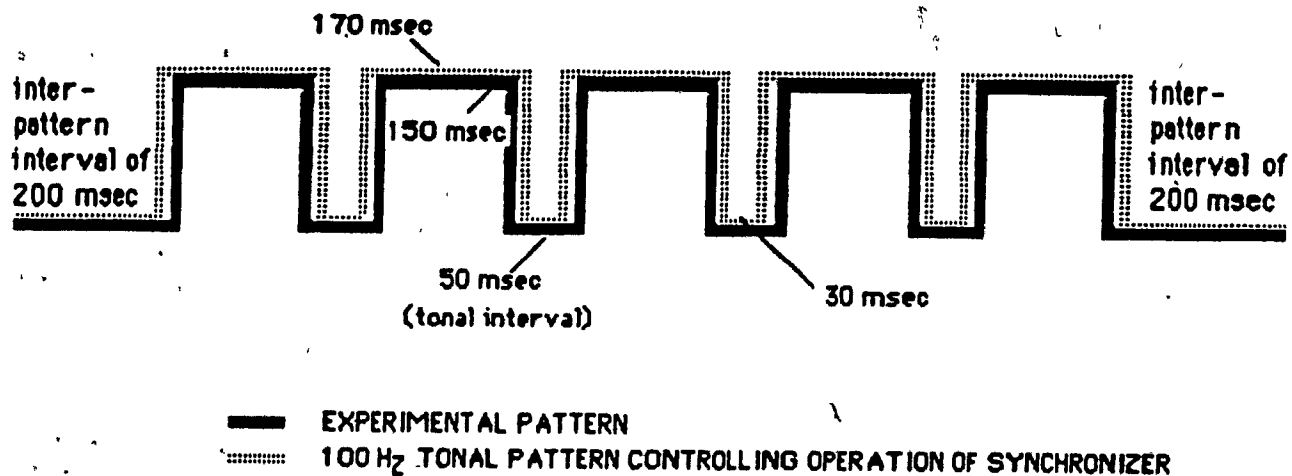 170 msec
inter-
pattern
interval of
200 msec
150 msec
inter-
pattern
interval of
200 msec
50 msec
(tonal interval)
30 msec
EXPERIMENTAL PATTERN
100 Hz TONAL PATTERN CONTROLLING OPERATION OF SYNCHRONIZER